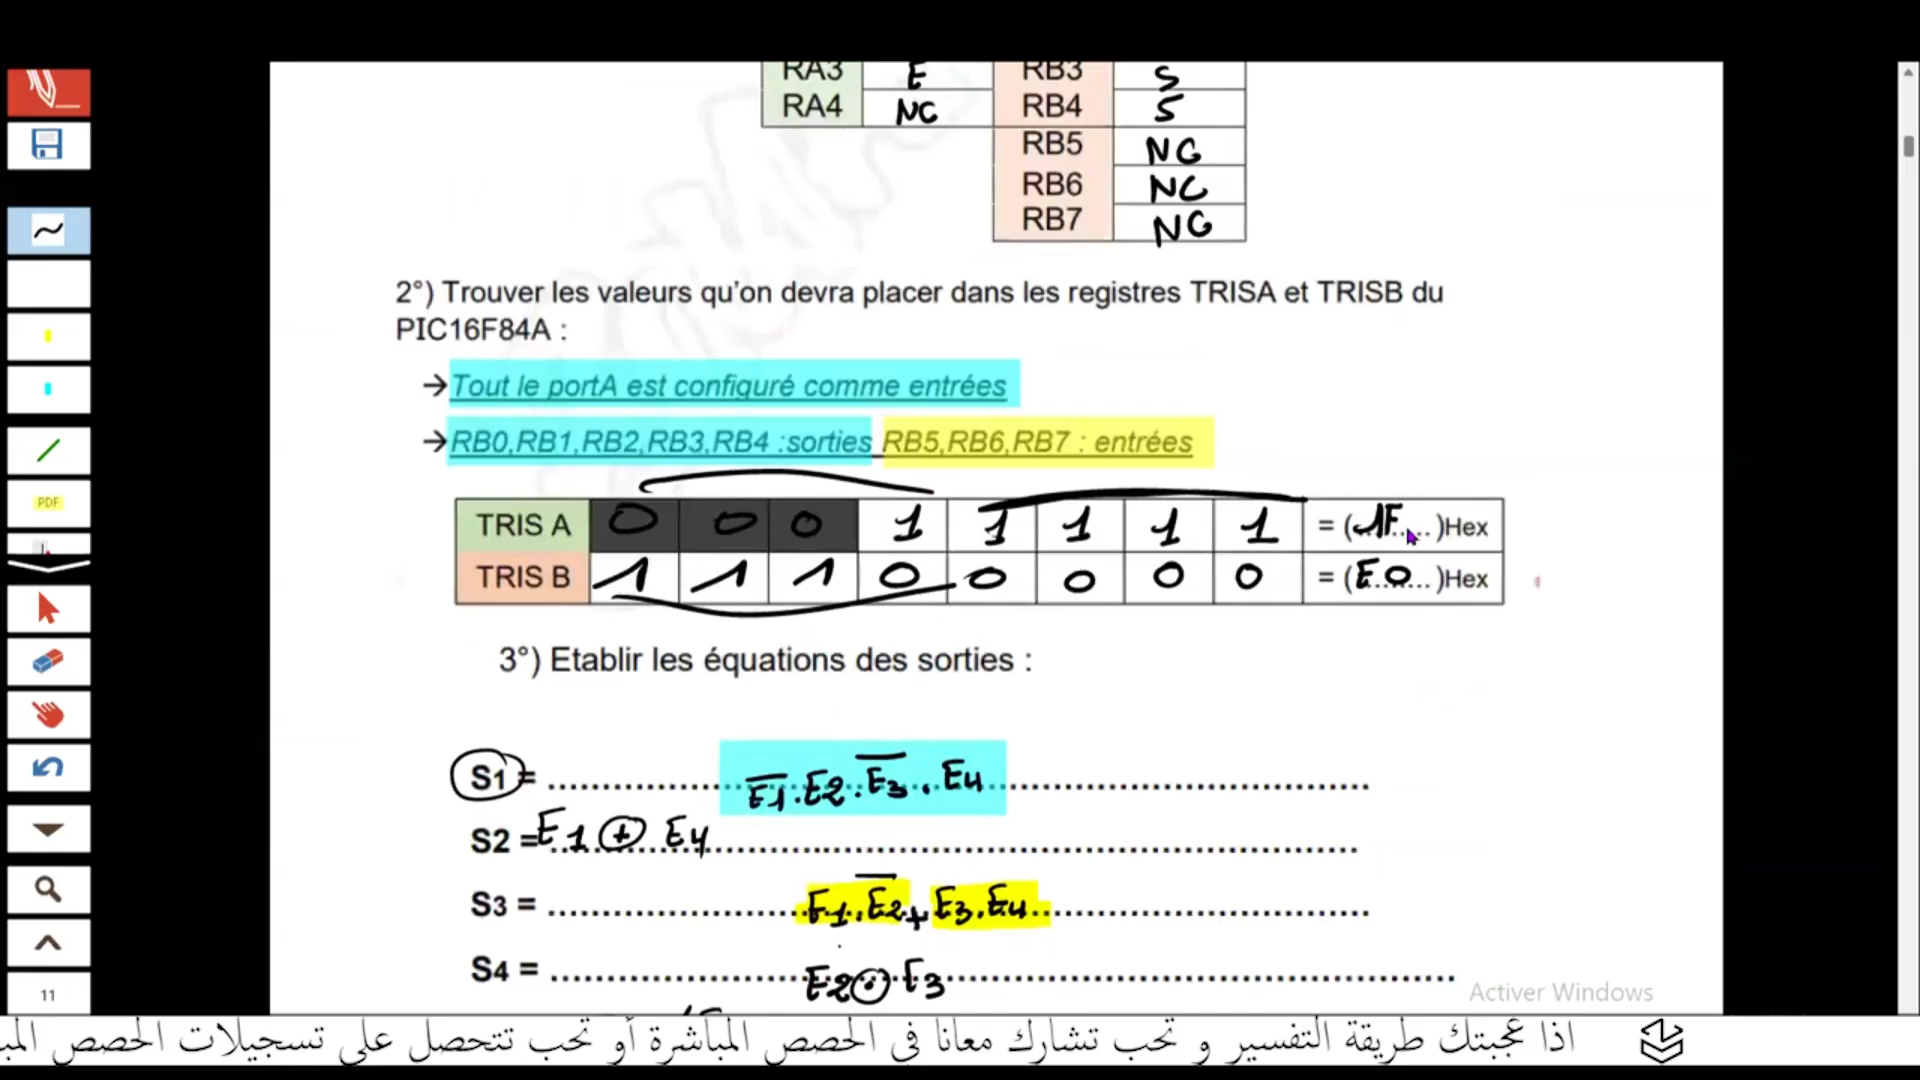 RA3 E RB3 S
RA4 NC RB4 S
RB5 NC
RB6 NC
RB7 NC
2°) Trouver les valeurs qu'on devra placer dans les registres TRISA et TRISB du
PIC16F84A :
→ Tout le portA est configuré comme entrées
→ RB0,RB1,RB2,RB3,RB4 :sorties RB5,RB6,RB7 : entrées
TRIS A 0 0 0 1 1 1 1 1 = (1F......)Hex
TRIS B 1 1 1 0 0 0 0 0 = (E0......)Hex
3°) Etablir les équations des sorties :
S1 = E̅1̅.E2.E̅3̅.E4
S2 = E1 ⊕ E4
S3 = E1.E̅2̅+E3.E4
S4 = E2 ⊙ E3
PDF
11
Activer Windows
اذا عجبتك طريقة التفسير و تحب تشارك معانا في الحصص المباشرة أو تحب تتحصل على تسجيلات الحصص